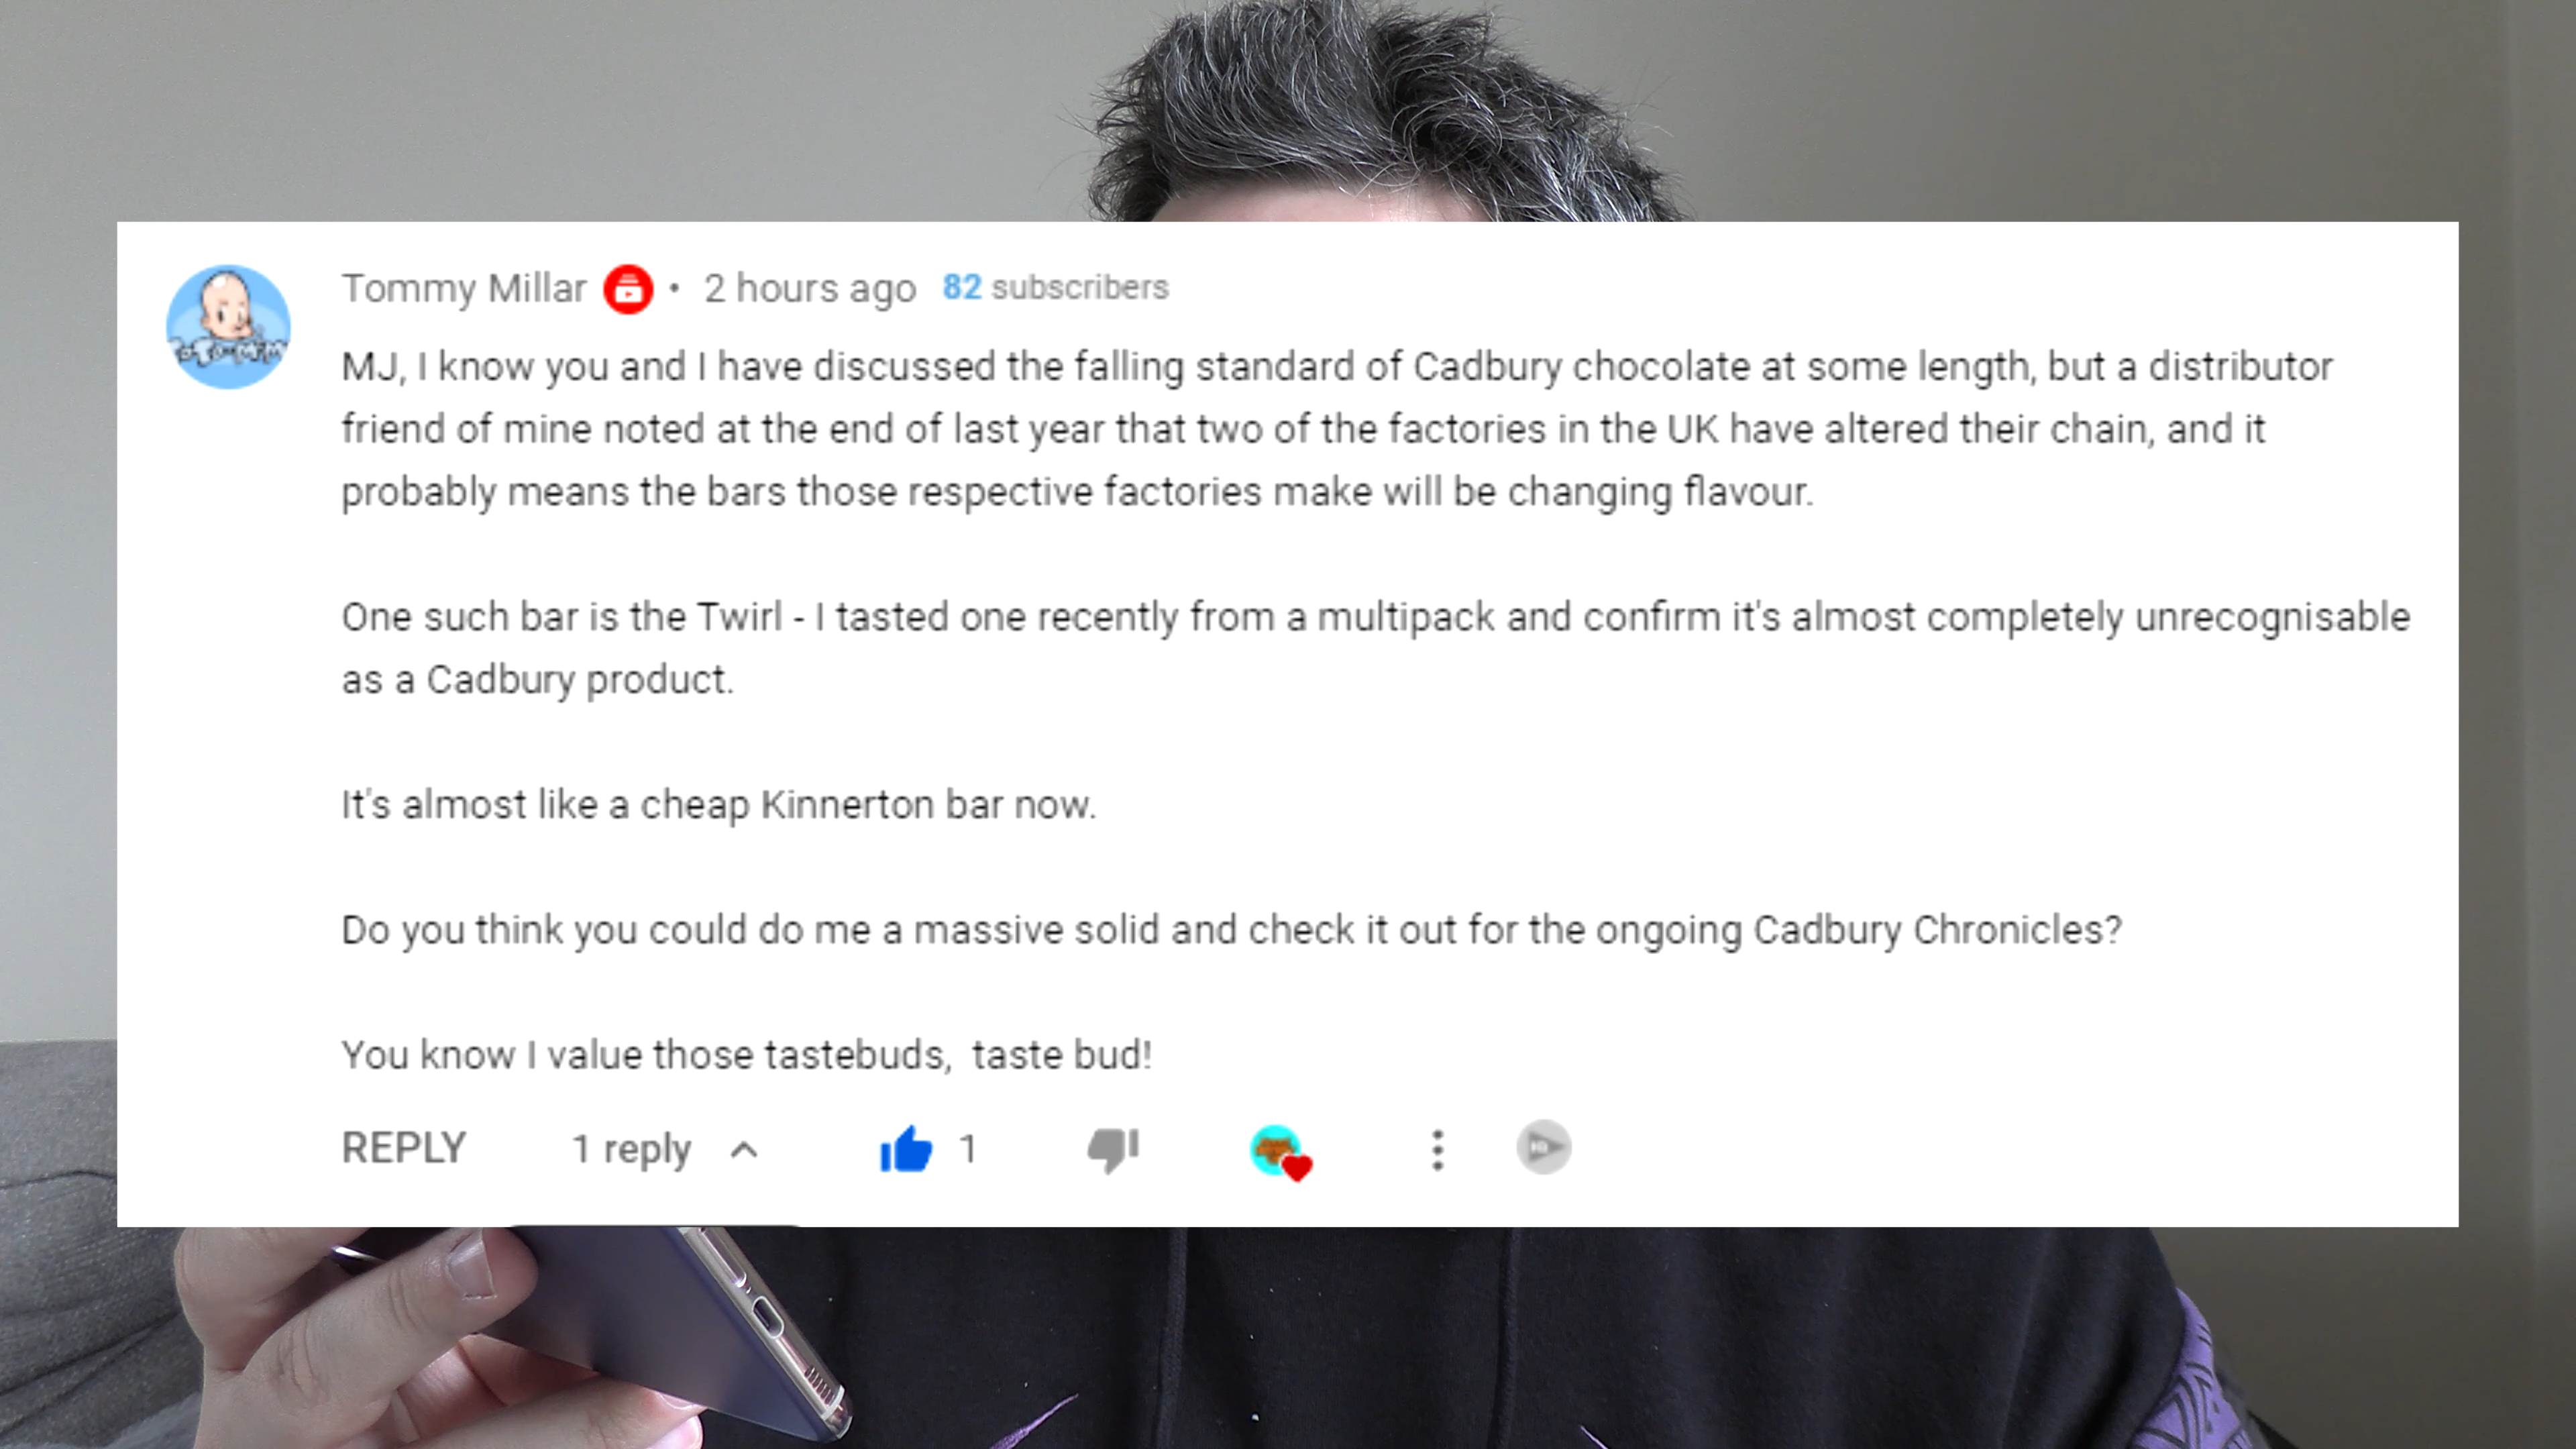 Tommy Millar • 2 hours ago 82 subscribers
MJ, I know you and I have discussed the falling standard of Cadbury chocolate at some length, but a distributor
friend of mine noted at the end of last year that two of the factories in the UK have altered their chain, and it
probably means the bars those respective factories make will be changing flavour.
One such bar is the Twirl - I tasted one recently from a multipack and confirm it's almost completely unrecognisable
as a Cadbury product.
It's almost like a cheap Kinnerton bar now.
Do you think you could do me a massive solid and check it out for the ongoing Cadbury Chronicles?
You know I value those tastebuds,  taste bud!
REPLY 1 reply 1